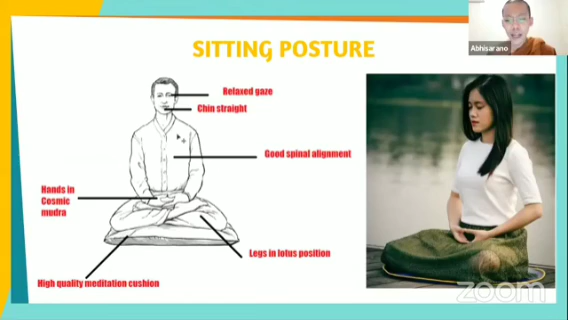 Abhisarano
SITTING POSTURE
Relaxed gaze
Chin straight
Good spinal alignment
Hands in
Cosmic
mudra
Legs in lotus position
High quality meditation cushion
zoom